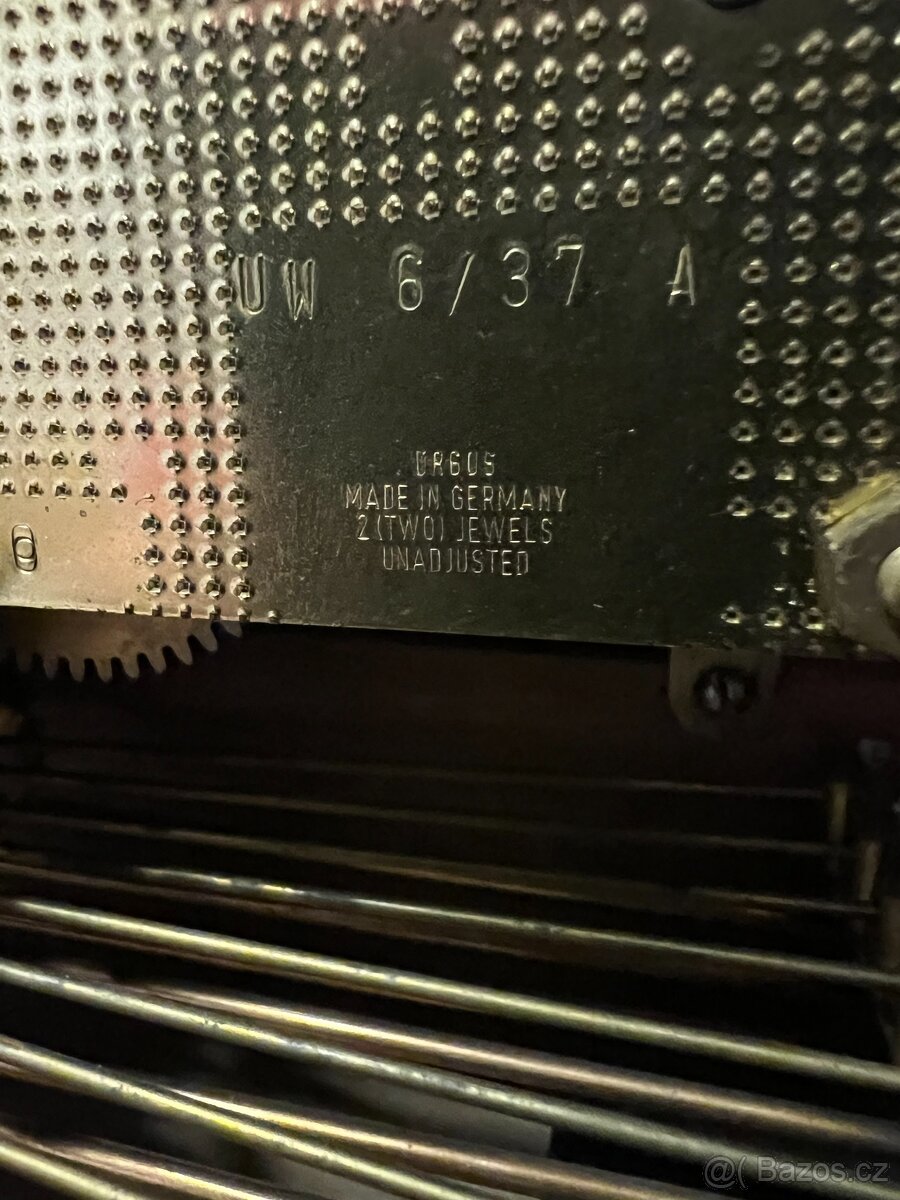 UW 6/37 A
URGOS
MADE IN GERMANY
2 (TWO) JEWELS
UNADJUSTED
@( Bazos.cz